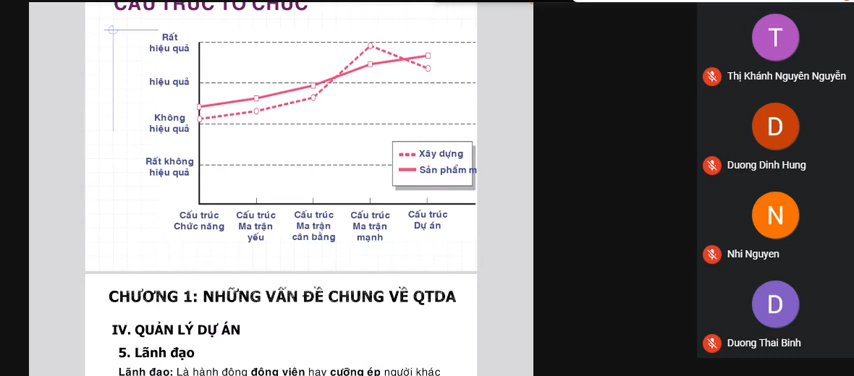 CẤU TRÚC TỔ CHỨC
Rất
hiệu quả
hiệu quả
Không
hiệu quả
Rất không
hiệu quả
Xây dựng
Sản phẩm m
Cấu trúc
Chức năng
Cấu trúc
Ma trận
yếu
Cấu trúc
Ma trận
cân bằng
Cấu trúc
Ma trận
mạnh
Cấu trúc
Dự án
CHƯƠNG 1: NHỮNG VẤN ĐỀ CHUNG VỀ QTDA
IV. QUẢN LÝ DỰ ÁN
5. Lãnh đạo
Lãnh đạo: Là hành động động viên hay cưỡng ép người khác
T
Thị Khánh Nguyên Nguyễn
D
Duong Dinh Hung
N
Nhi Nguyen
D
Duong Thai Binh